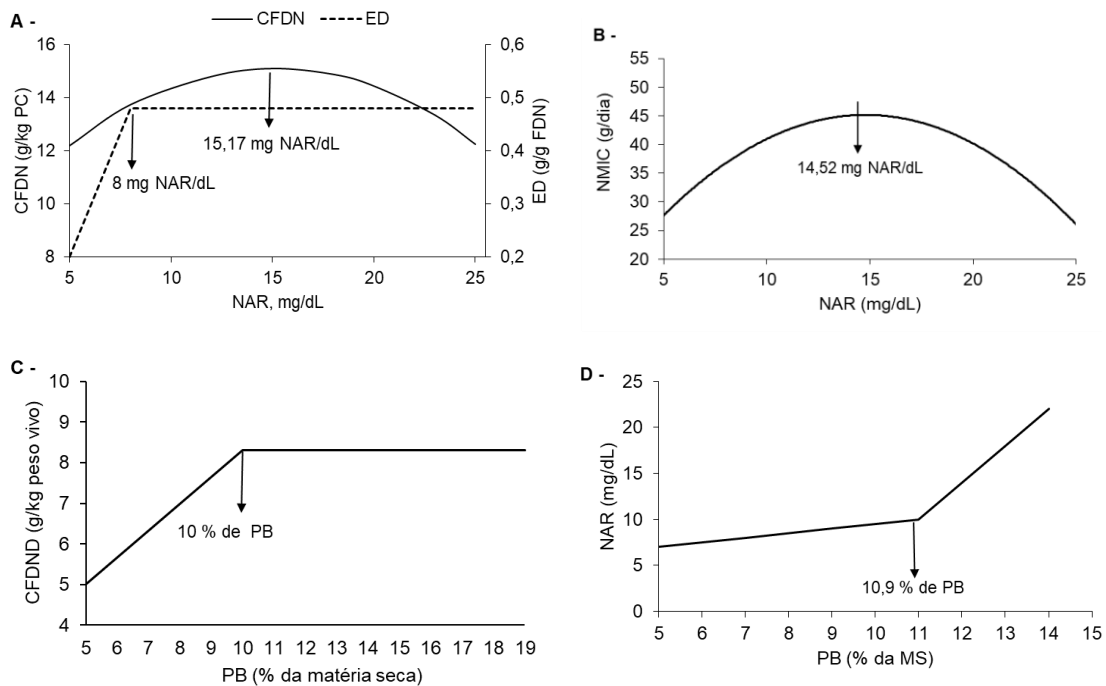 A -
CFDN ED
16
14
12
10
8
CFDN (g/kg PC)
0,6
0,5
0,4
0,3
0,2
ED (g/g FDN)
15,17 mg NAR/dL
8 mg NAR/dL
5 10 15 20 25
NAR, mg/dL
B -
55
50
45
40
35
30
25
20
NMIC (g/dia)
14,52 mg NAR/dL
5 10 15 20 25
NAR (mg/dL)
C -
10
9
8
7
6
5
4
CFDND (g/kg peso vivo)
10 % de PB
5 6 7 8 9 10 11 12 13 14 15 16 17 18 19
PB (% da matéria seca)
D -
25
20
15
10
5
0
NAR (mg/dL)
10,9 % de PB
5 6 7 8 9 10 11 12 13 14 15
PB (% da MS)